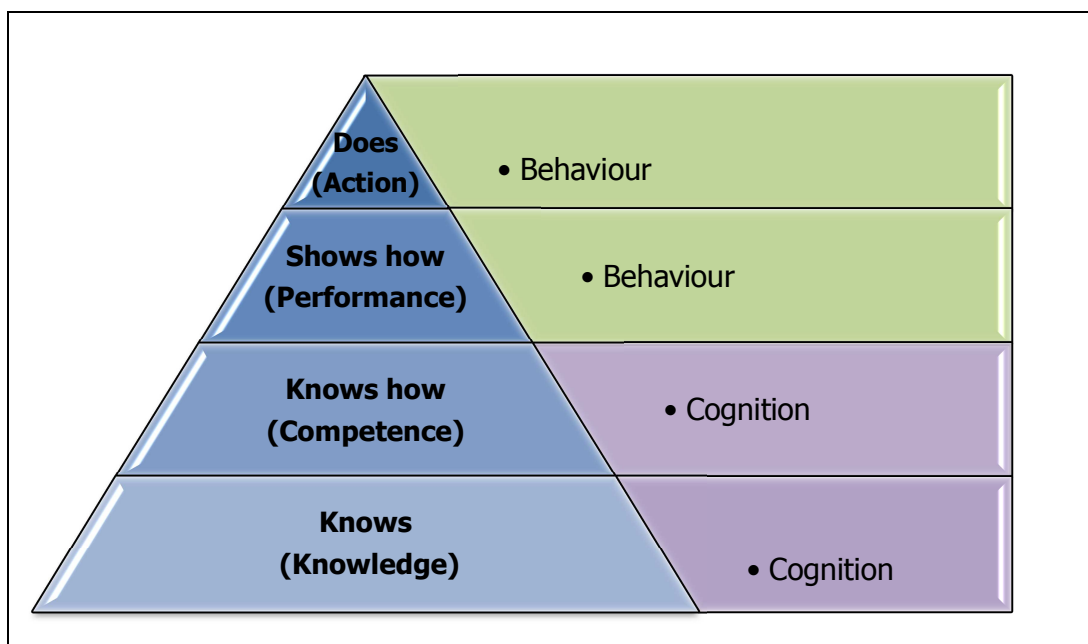 Does
(Action)
• Behaviour
Shows how
(Performance)
• Behaviour
Knows how
(Competence)
• Cognition
Knows
(Knowledge)
• Cognition